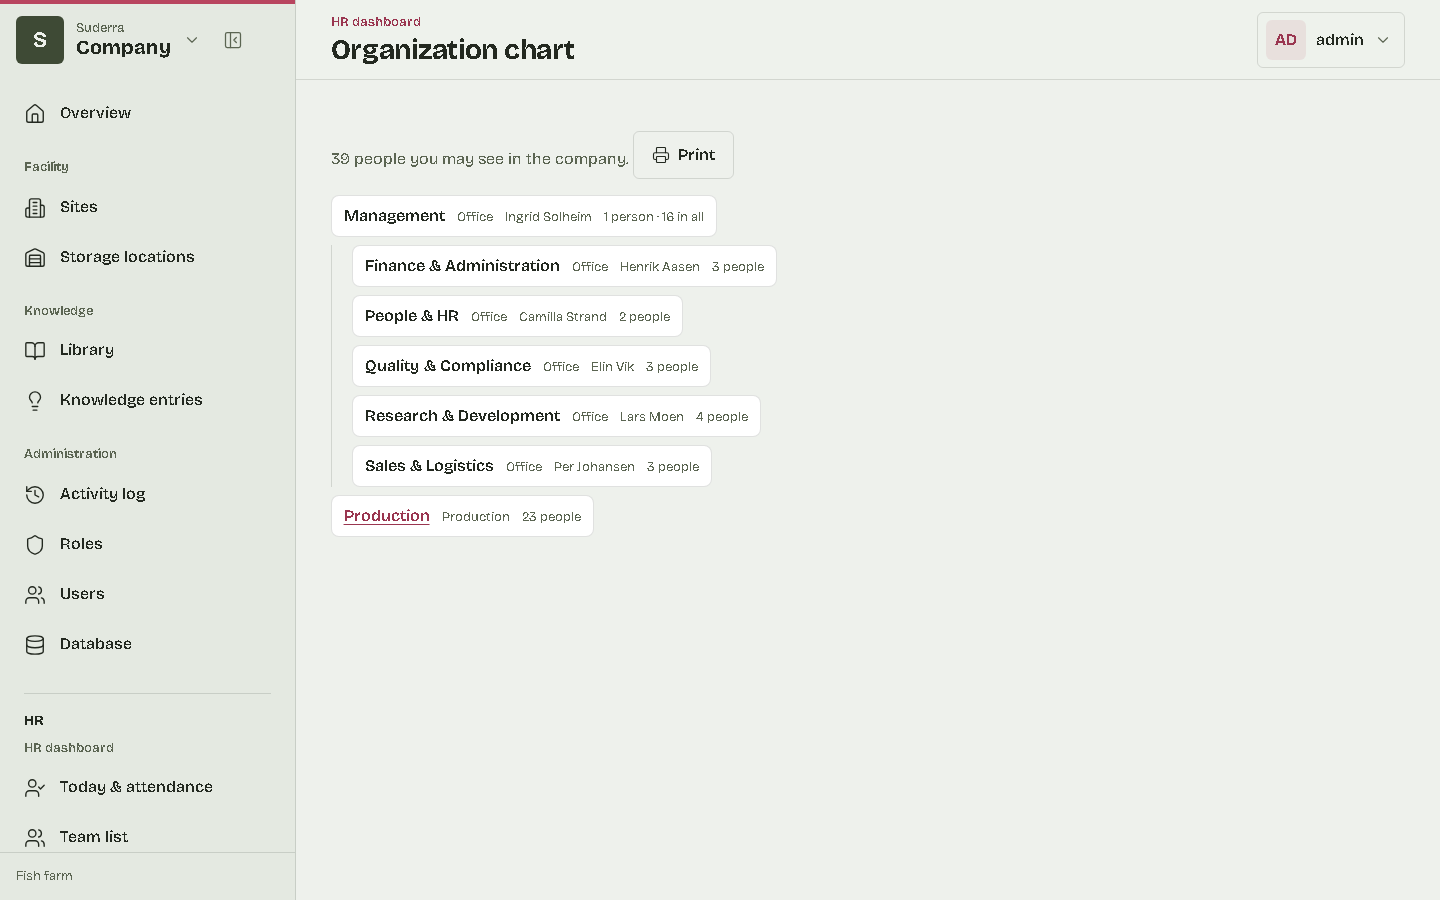 Suderra
Company
Overview
Facility
Sites
Storage locations
Knowledge
Library
Knowledge entries
Administration
Activity log
Roles
Users
Database
HR
HR dashboard
Today & attendance
Team list
Fish farm
HR dashboard
Organization chart
AD admin
39 people you may see in the company. Print
Management Office Ingrid Solheim 1 person · 16 in all
Finance & Administration Office Henrik Aasen 3 people
People & HR Office Camilla Strand 2 people
Quality & Compliance Office Elin Vik 3 people
Research & Development Office Lars Moen 4 people
Sales & Logistics Office Per Johansen 3 people
Production Production 23 people
S